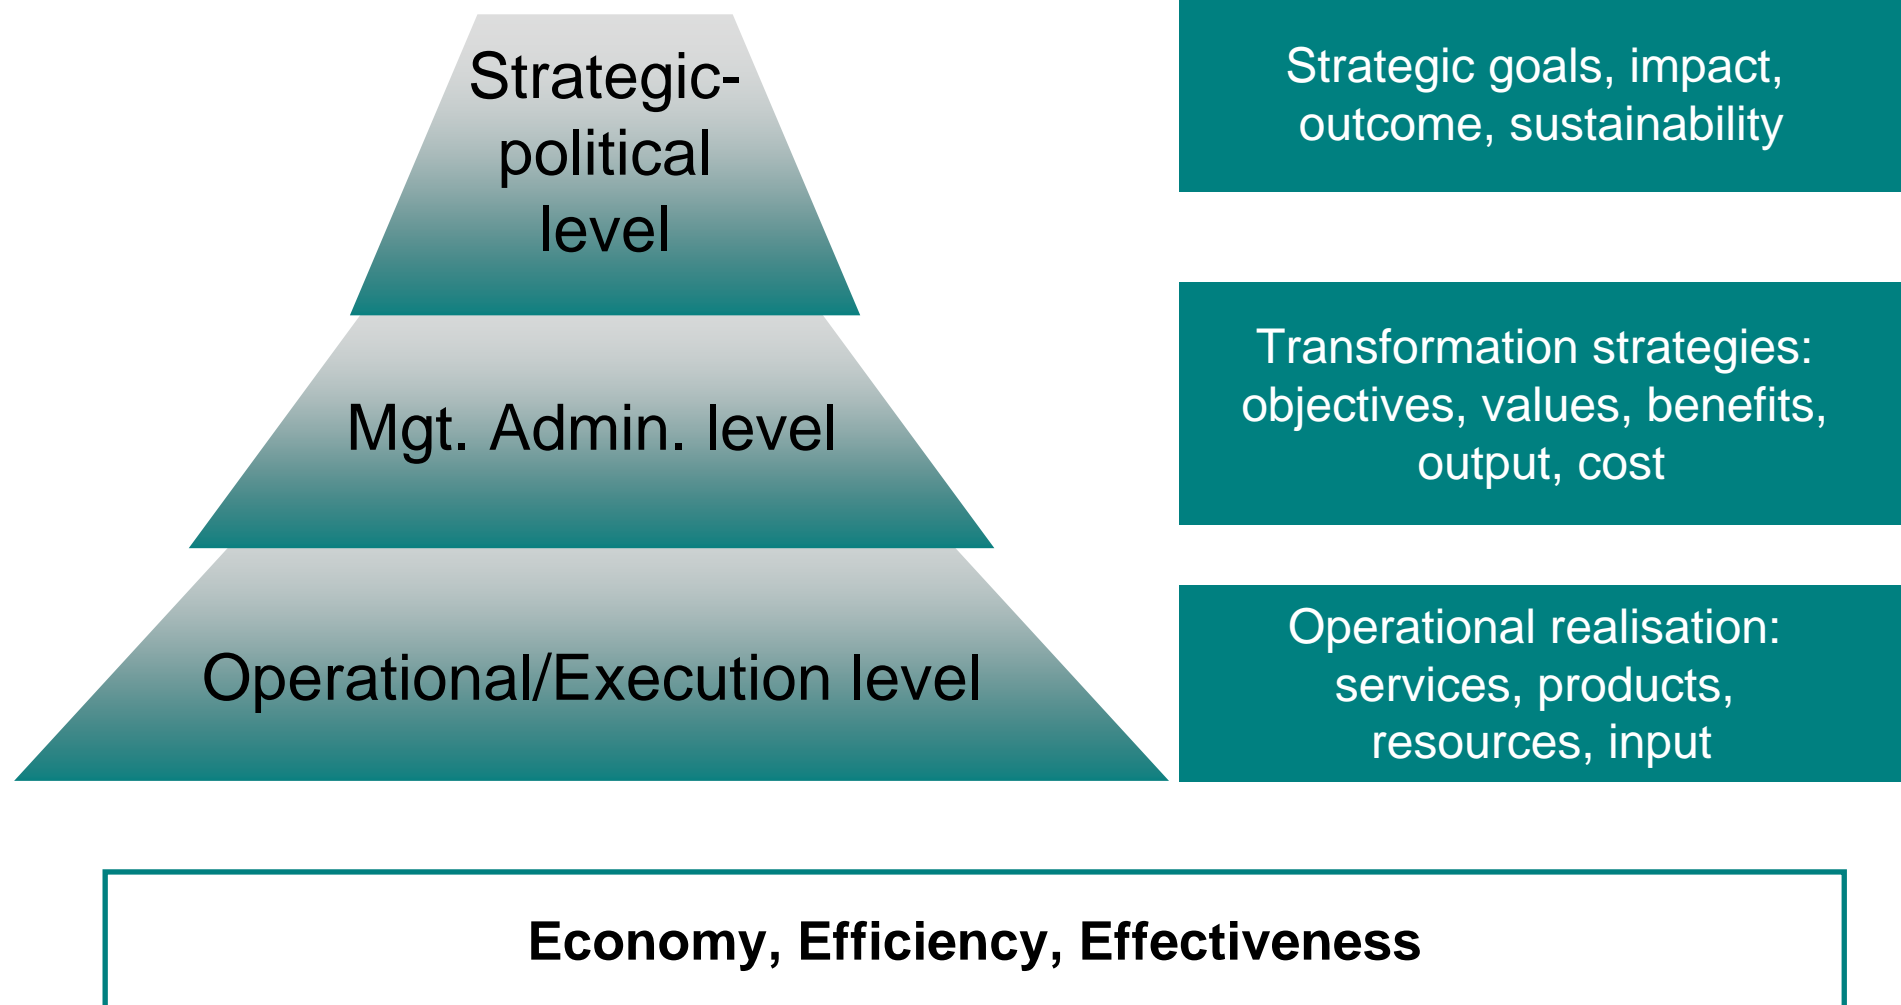 Strategic-
political
level
Strategic goals, impact,
outcome, sustainability
Mgt. Admin. level
Transformation strategies:
objectives, values, benefits,
output, cost
Operational/Execution level
Operational realisation:
services, products,
resources, input
Economy, Efficiency, Effectiveness